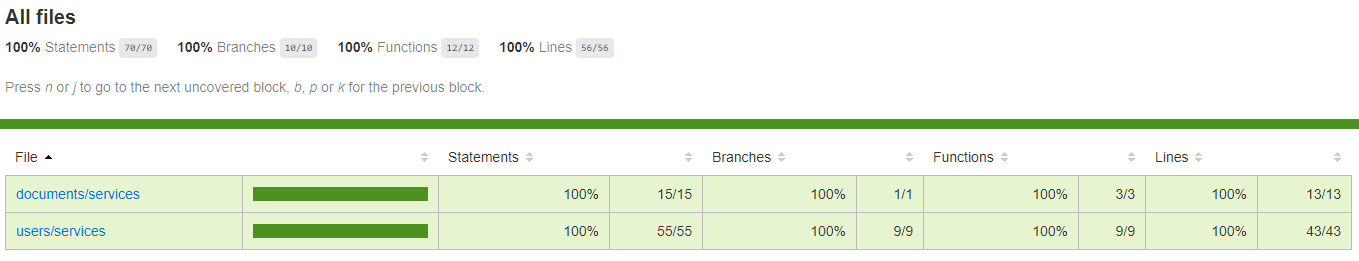 All files
100% Statements 70/70 100% Branches 10/10 100% Functions 12/12 100% Lines 56/56
Press n or j to go to the next uncovered block, b, p or k for the previous block.
File Statements Branches Functions Lines
documents/services 100% 15/15 100% 1/1 100% 3/3 100% 13/13
users/services 100% 55/55 100% 9/9 100% 9/9 100% 43/43